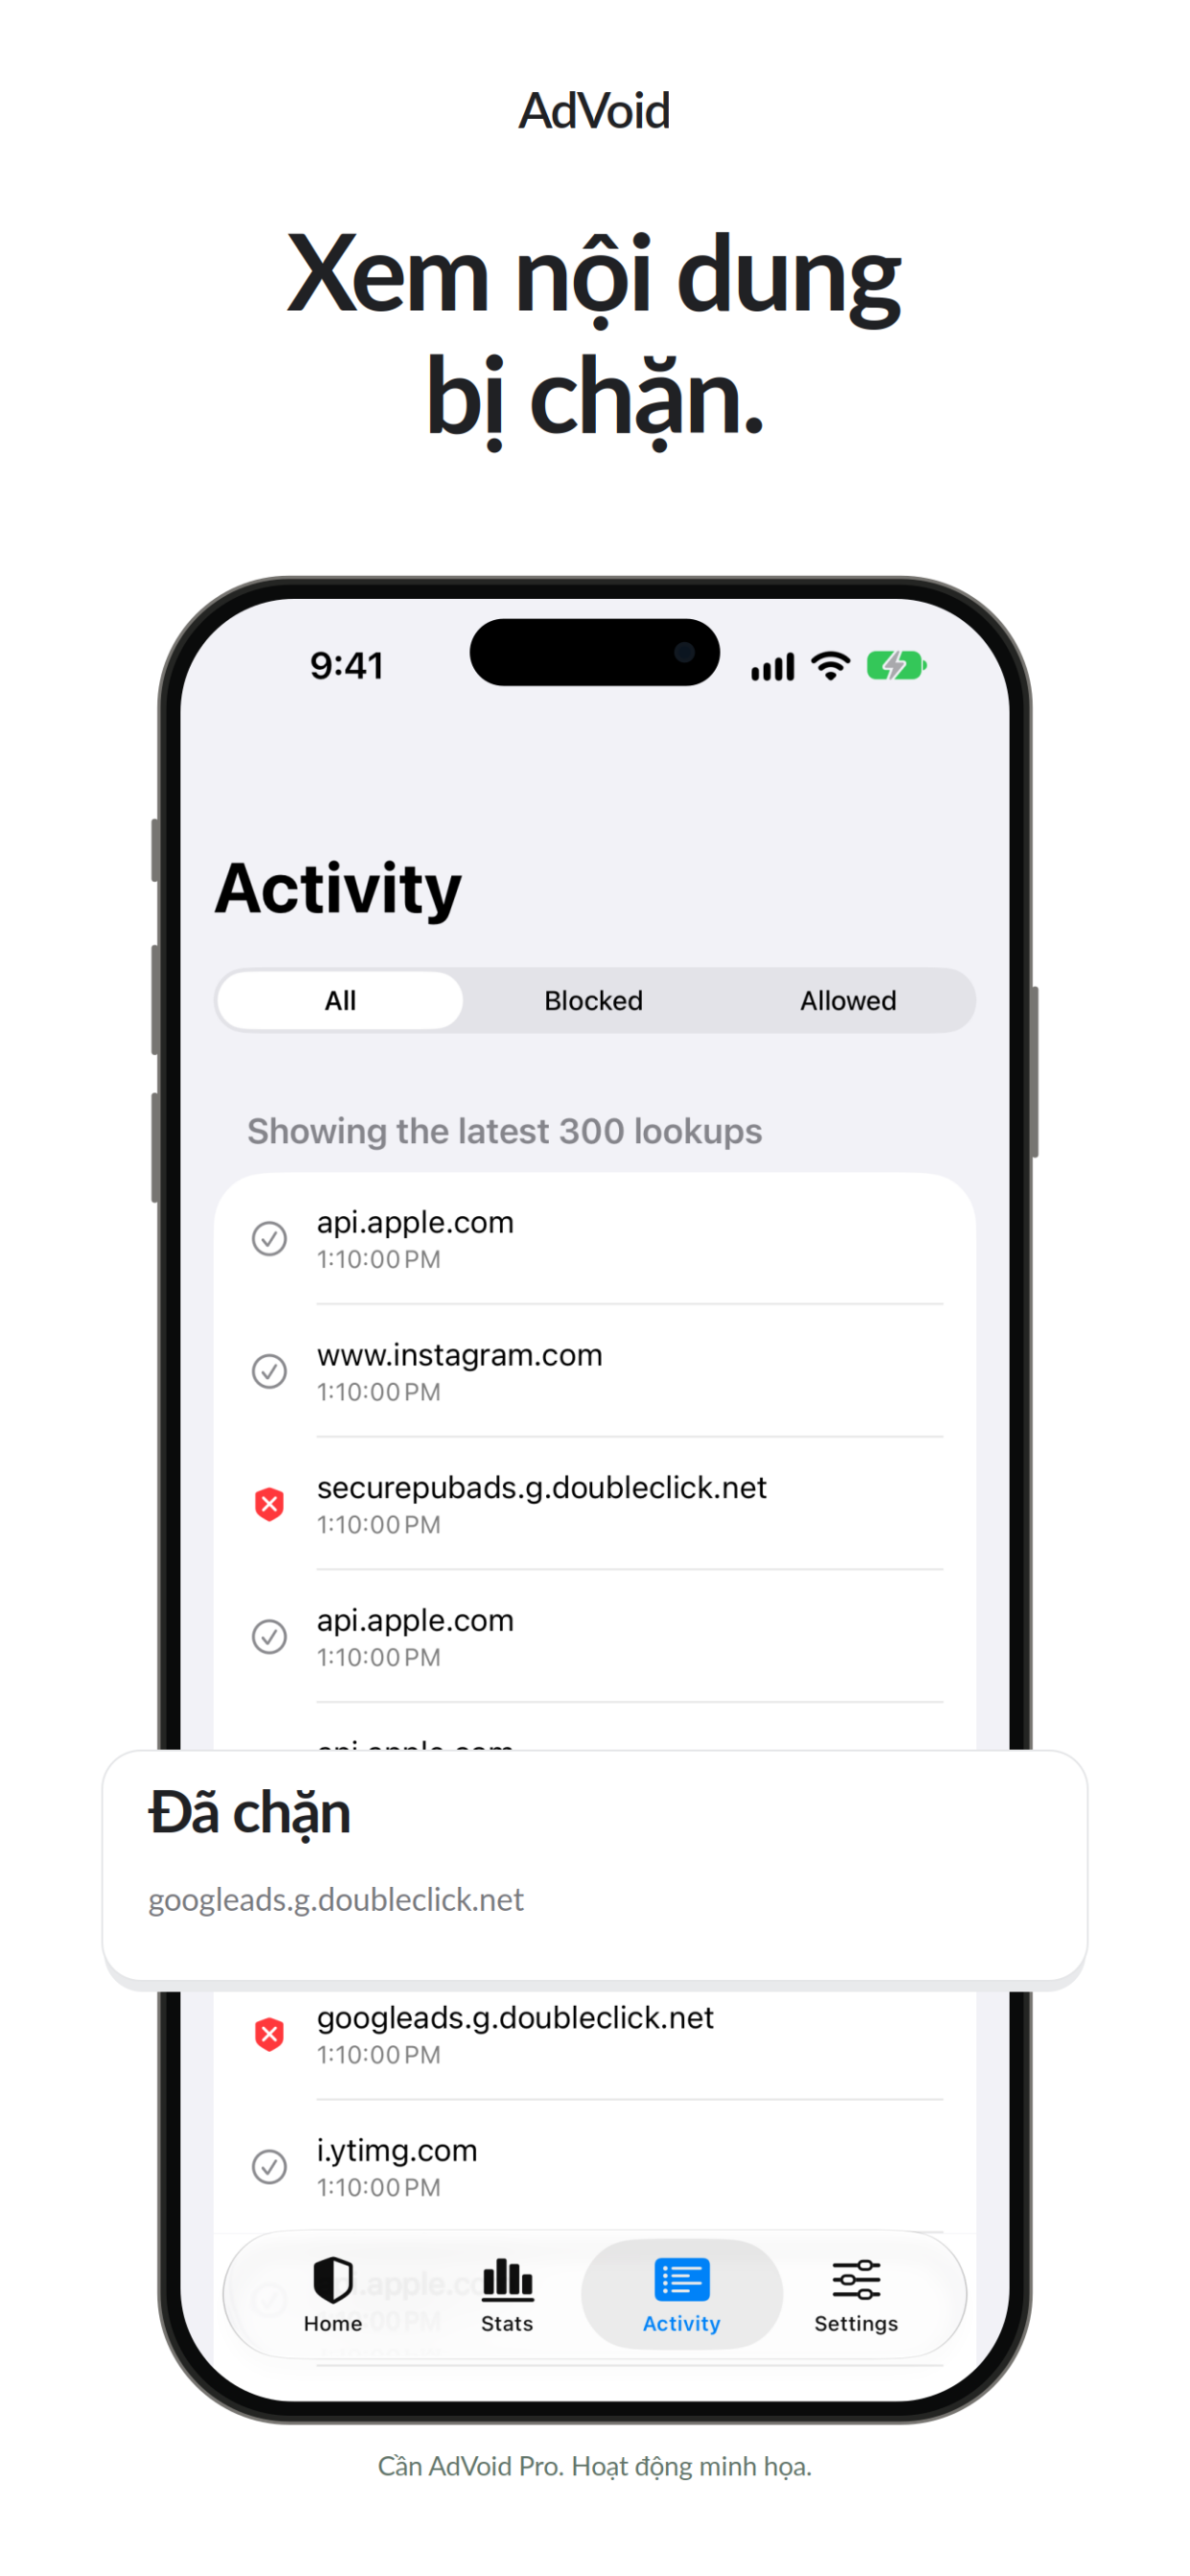 AdVoid
Xem nội dung
bị chặn.
9:41
Activity
All
Blocked
Allowed
Showing the latest 300 lookups
api.apple.com
1:10:00 PM
www.instagram.com
1:10:00 PM
securepubads.g.doubleclick.net
1:10:00 PM
api.apple.com
1:10:00 PM
api.apple.com
Đã chặn
googleads.g.doubleclick.net
googleads.g.doubleclick.net
1:10:00 PM
i.ytimg.com
1:10:00 PM
Home
Stats
Activity
Settings
Cần AdVoid Pro. Hoạt động minh họa.